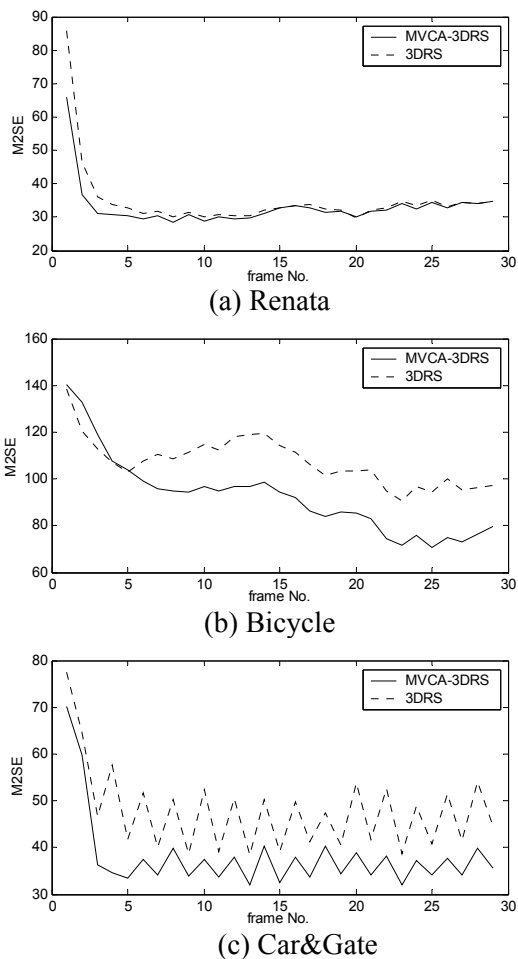 90
80
70
60
50
40
30
20
M2SE
MVCA-3DRS
3DRS
0 5 10 15 20 25 30
frame No.
(a) Renata
160
140
120
100
80
60
M2SE
MVCA-3DRS
3DRS
0 5 10 15 20 25 30
frame No.
(b) Bicycle
80
70
60
50
40
30
M2SE
MVCA-3DRS
3DRS
0 5 10 15 20 25 30
frame No.
(c) Car&Gate